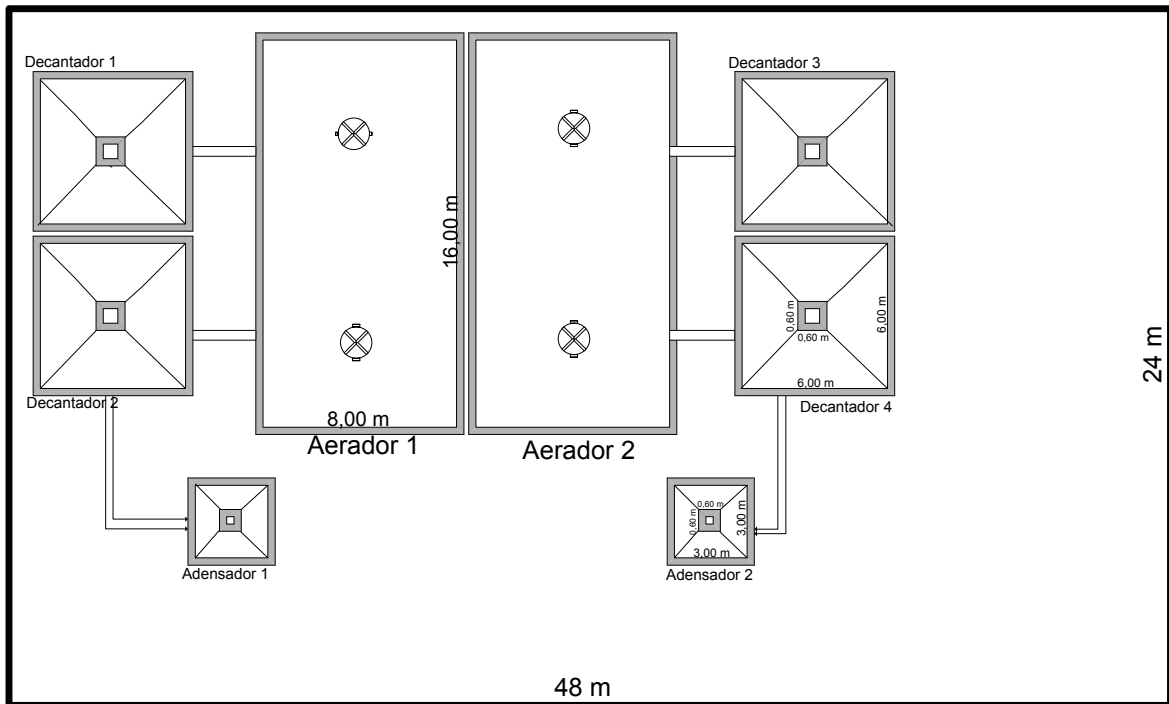 Decantador 1
Decantador 3
16,00 m
0,60 m
6,00 m
0,60 m
6,00 m
24 m
Decantador 2
8,00 m
Decantador 4
Aerador 1
Aerador 2
0,60 m
0,60 m
3,00 m
3,00 m
Adensador 1
Adensador 2
48 m